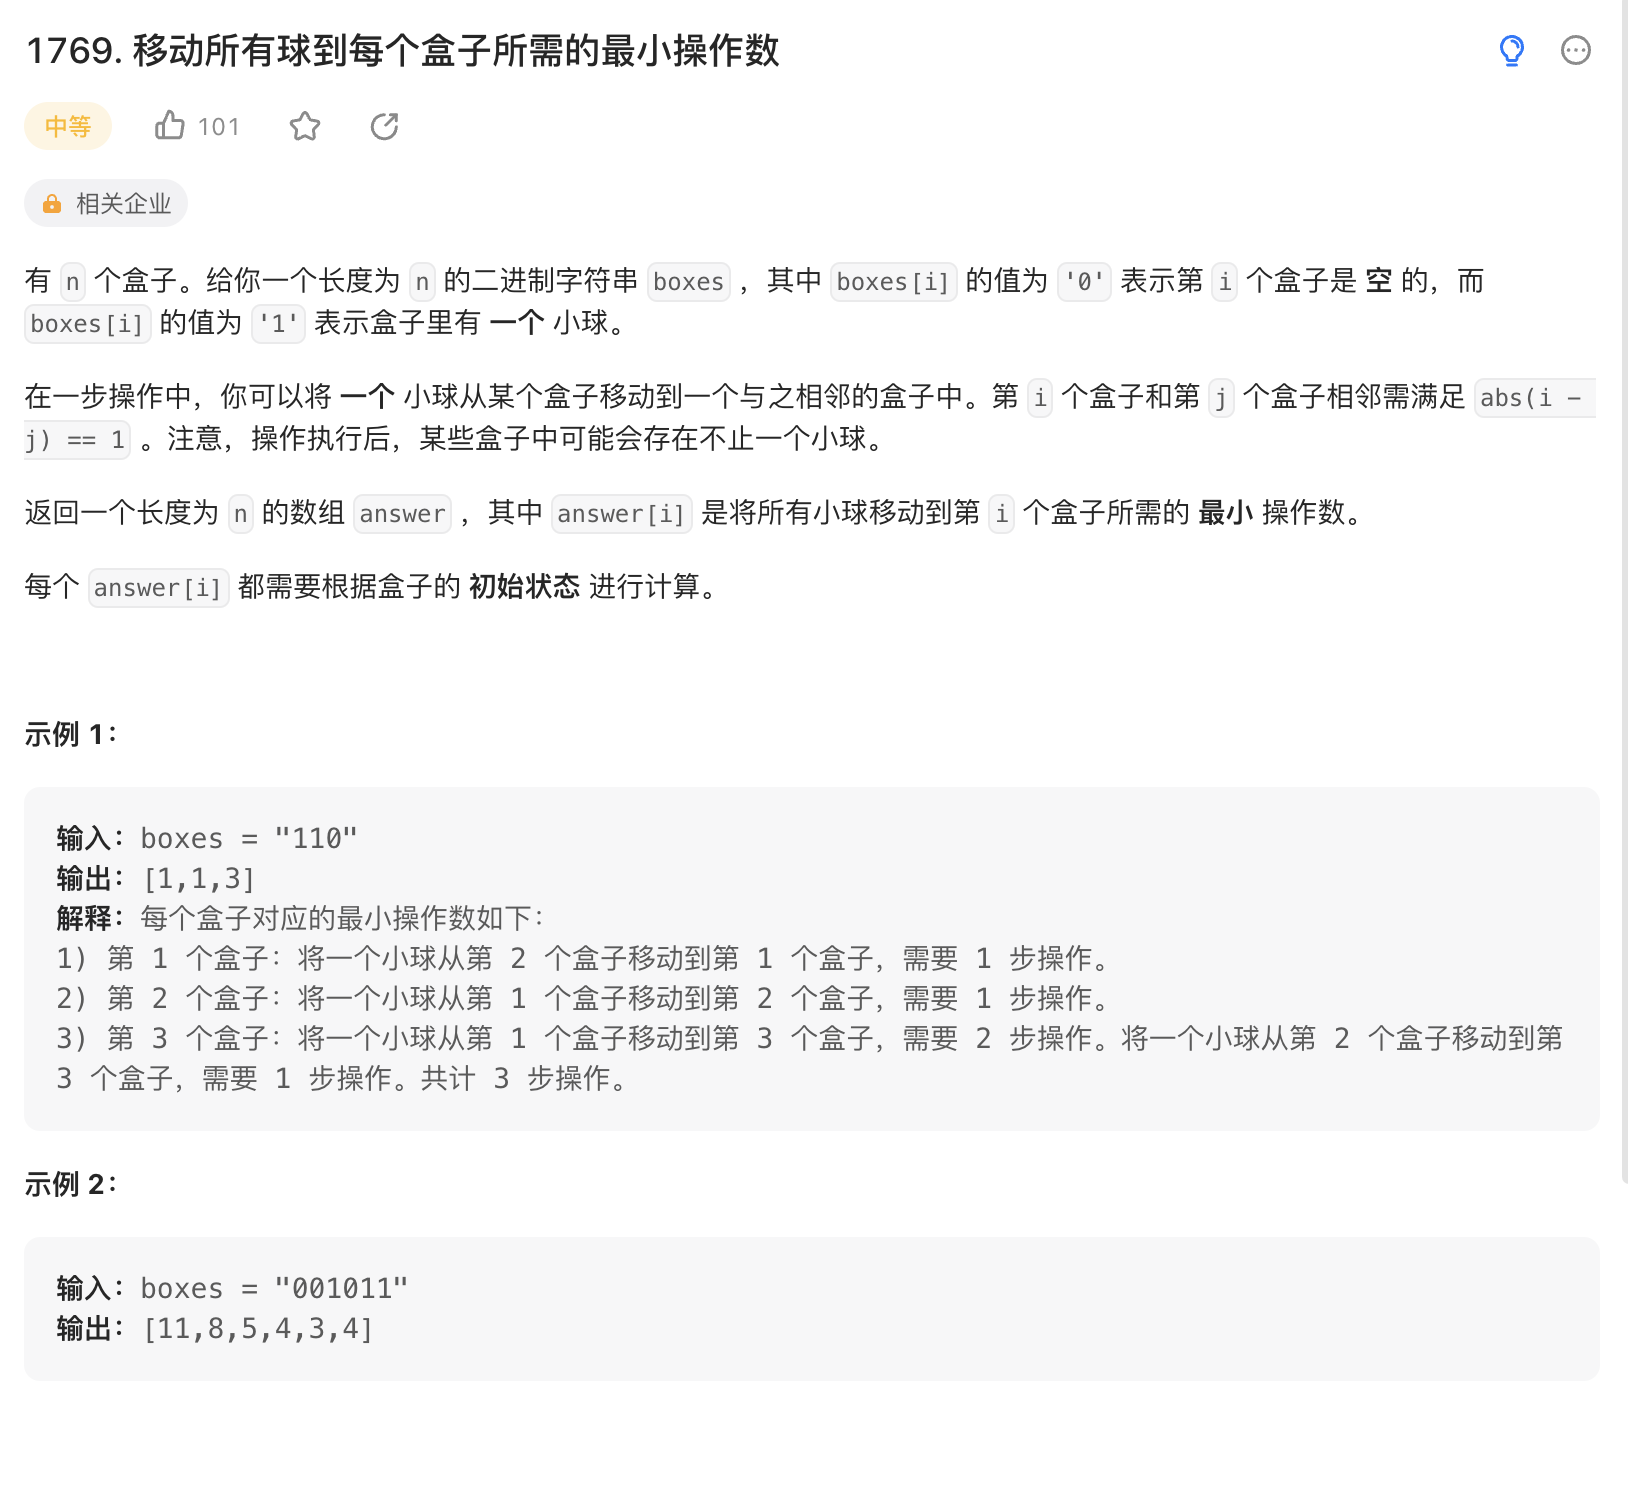 1769. 移动所有球到每个盒子所需的最小操作数
中等 101
相关企业
有 n 个盒子。给你一个长度为 n 的二进制字符串 boxes ，其中 boxes[i] 的值为 '0' 表示第 i 个盒子是 空 的，而
boxes[i] 的值为 '1' 表示盒子里有 一个 小球。
在一步操作中，你可以将 一个 小球从某个盒子移动到一个与之相邻的盒子中。第 i 个盒子和第 j 个盒子相邻需满足 abs(i -
j) == 1 。注意，操作执行后，某些盒子中可能会存在不止一个小球。
返回一个长度为 n 的数组 answer ，其中 answer[i] 是将所有小球移动到第 i 个盒子所需的 最小 操作数。
每个 answer[i] 都需要根据盒子的 初始状态 进行计算。
示例 1：
输入：boxes = "110"
输出：[1,1,3]
解释：每个盒子对应的最小操作数如下：
1) 第 1 个盒子：将一个小球从第 2 个盒子移动到第 1 个盒子，需要 1 步操作。
2) 第 2 个盒子：将一个小球从第 1 个盒子移动到第 2 个盒子，需要 1 步操作。
3) 第 3 个盒子：将一个小球从第 1 个盒子移动到第 3 个盒子，需要 2 步操作。将一个小球从第 2 个盒子移动到第
3 个盒子，需要 1 步操作。共计 3 步操作。
示例 2：
输入：boxes = "001011"
输出：[11,8,5,4,3,4]